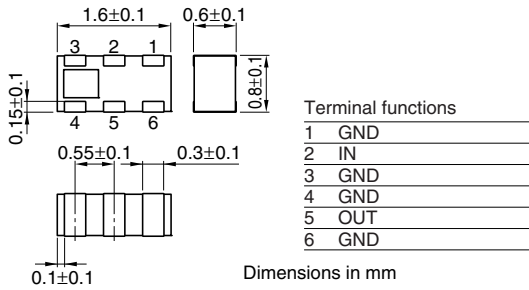 1.6±0.1
0.6±0.1
3 2 1
0.8±0.1
0.15±0.1
4 5 6
0.55±0.1
0.3±0.1
0.1±0.1
Dimensions in mm
Terminal functions
1 GND
2 IN
3 GND
4 GND
5 OUT
6 GND